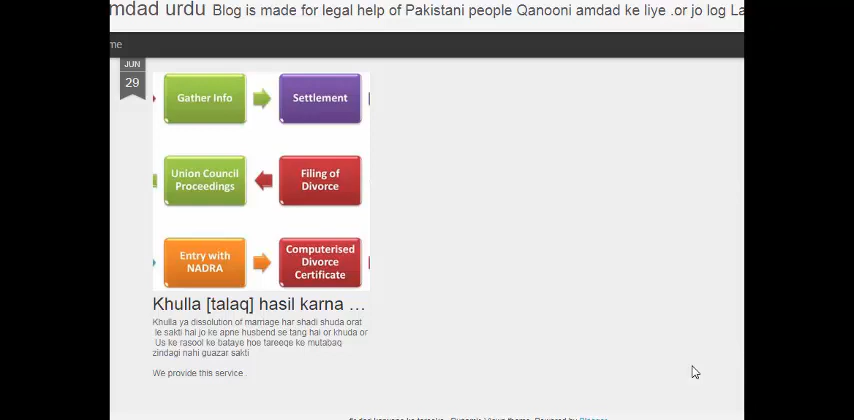 mdad urdu Blog is made for legal help of Pakistani people Qanooni amdad ke liye .or jo log La
me
JUN
29
Gather Info
Settlement
Union Council
Proceedings
Filing of
Divorce
Entry with
NADRA
Computerised
Divorce
Certificate
Khulla [talaq] hasil karna ...
Khulla ya dissolution of marriage har shadi shuda orat
le sakti hai jo ke apne husbend se tang hai or khuda or
Us ke rasool ke bataye hoe tareeqe ke mutabaq
zindagi nahi guazar sakti
We provide this service .